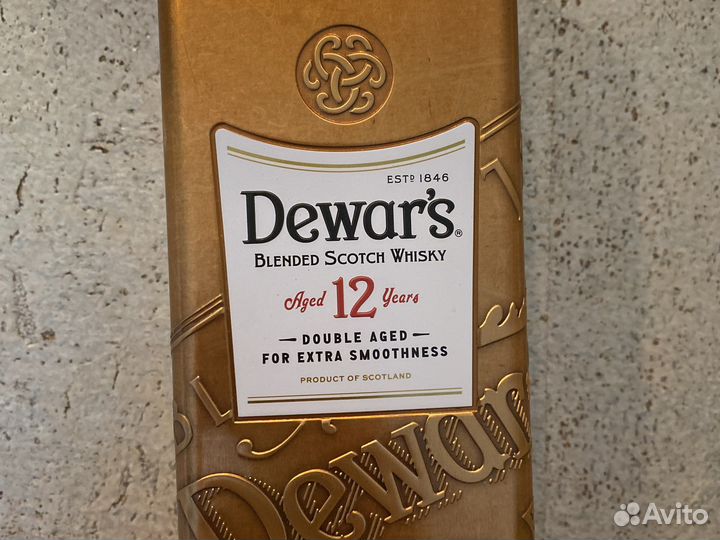 ESTD 1846
Dewar's®
BLENDED SCOTCH WHISKY
Aged 12 Years
DOUBLE AGED
FOR EXTRA SMOOTHNESS
PRODUCT OF SCOTLAND
Dewar
Avito